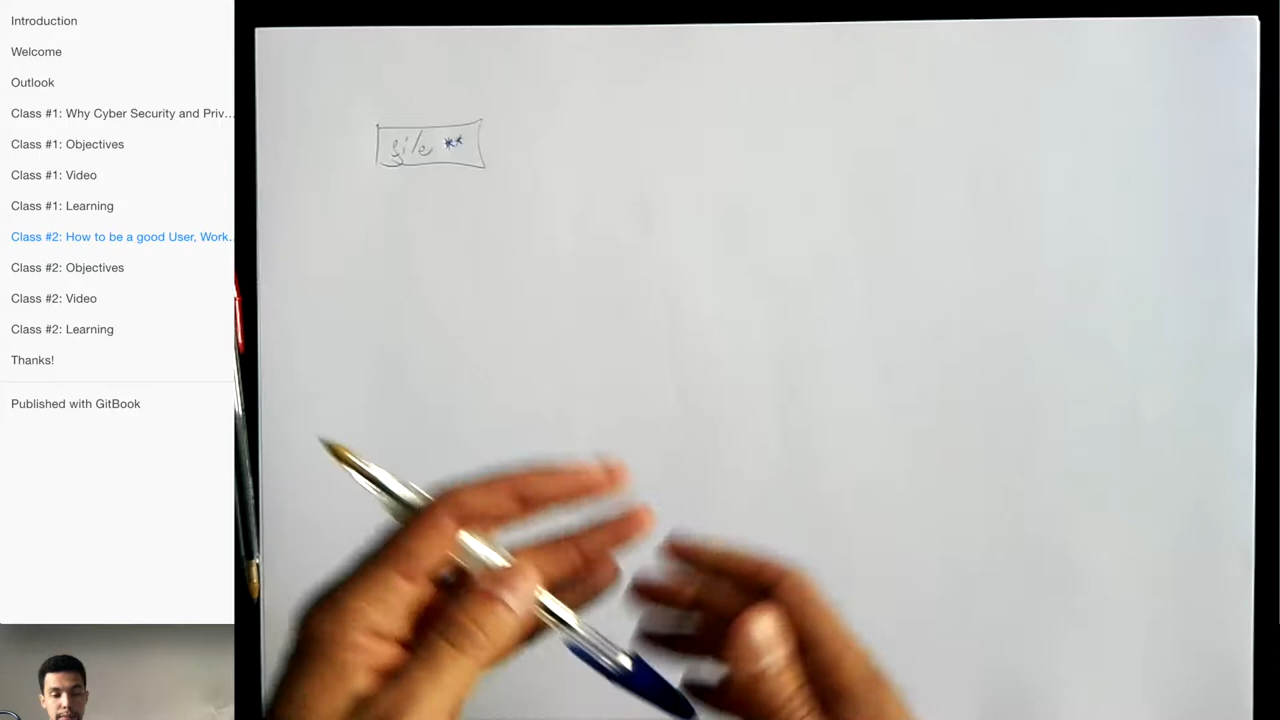 Introduction
Welcome
Outlook
Class #1: Why Cyber Security and Priv...
Class #1: Objectives
Class #1: Video
Class #1: Learning
Class #2: How to be a good User, Work...
Class #2: Objectives
Class #2: Video
Class #2: Learning
Thanks!
Published with GitBook
file **